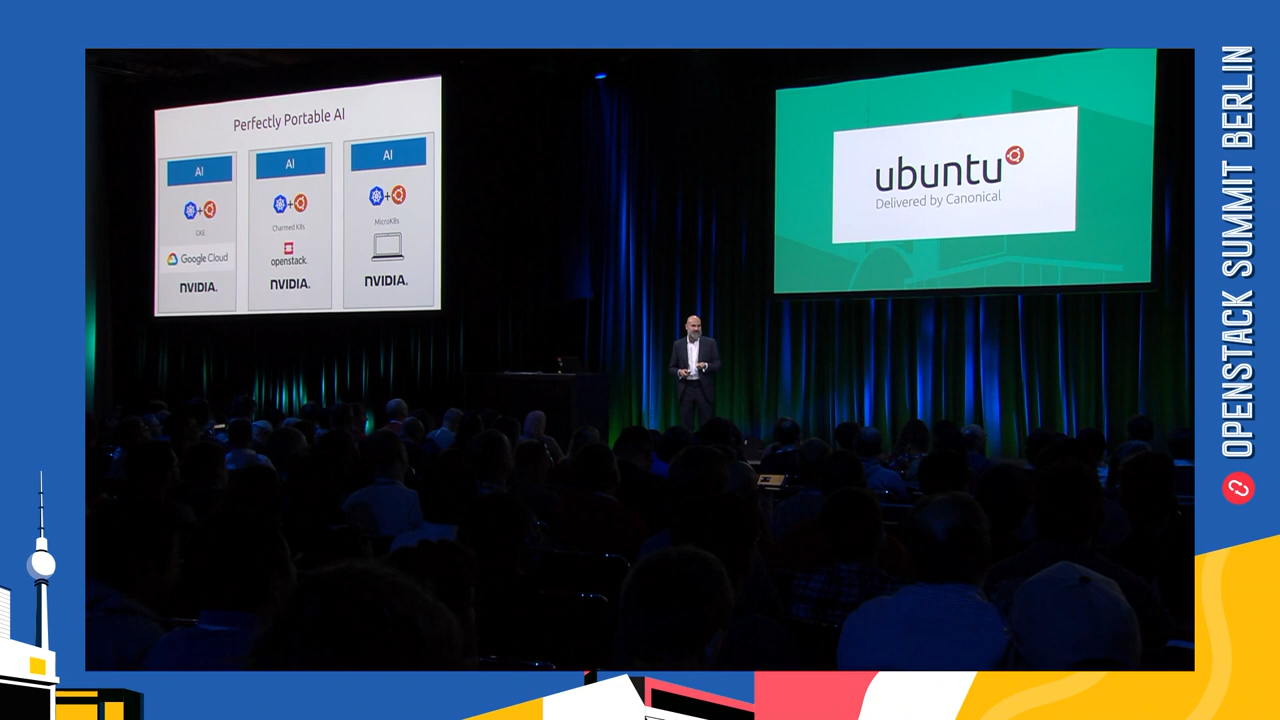 Perfectly Portable AI
AI
GKE
Google Cloud
NVIDIA.
AI
Charmed K8s
openstack.
NVIDIA.
AI
MicroK8s
NVIDIA.
ubuntu
Delivered by Canonical
OPENSTACK SUMMIT BERLIN